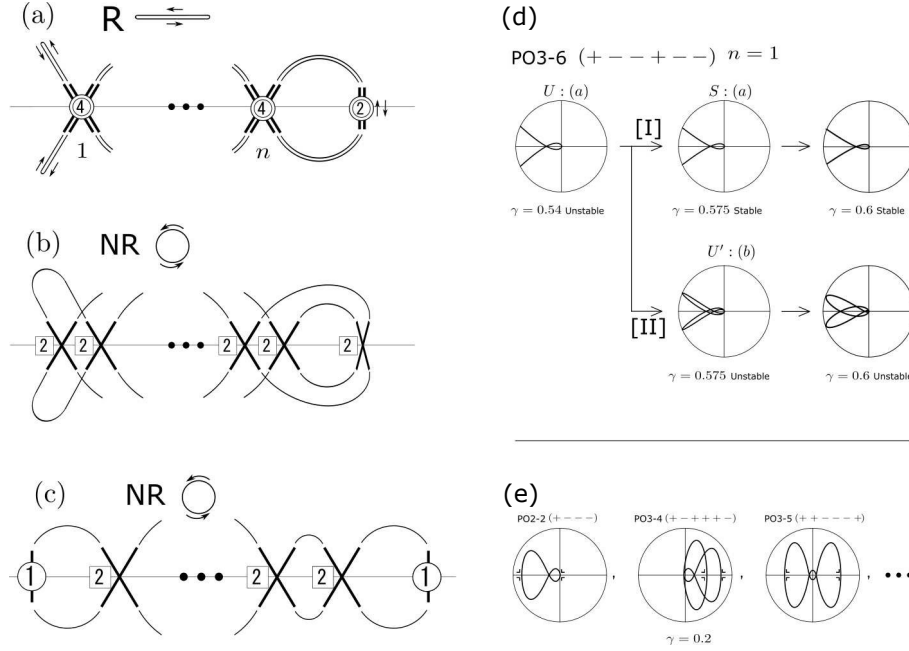 (a) R
4 4 2
1 n
(b) NR
2 2 2 2 2
(c) NR
1 2 2 2 1
(d)
PO3-6 (+ − − + − −) n = 1
U : (a) S : (a)
[I]
γ = 0.54 Unstable γ = 0.575 Stable γ = 0.6 Stable
U′ : (b)
[II]
γ = 0.575 Unstable γ = 0.6 Unstable
(e)
PO2-2 (+ − − −) PO3-4 (+ − + + + −) PO3-5 (+ + − − − +)
, , , •••
γ = 0.2